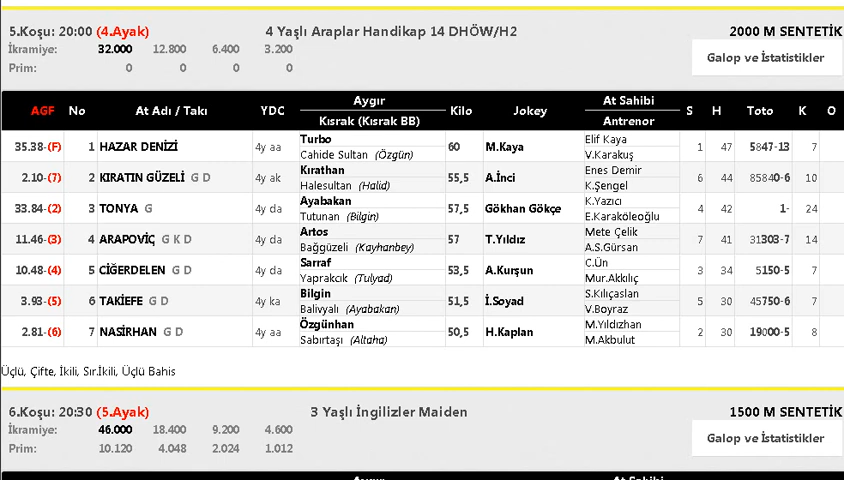 5.Koşu: 20:00 (4.Ayak) 4 Yaşlı Araplar Handikap 14 DHÖW/H2 2000 M SENTETİK
İkramiye: 32.000 12.800 6.400 3.200 Galop ve İstatistikler
Prim: 0 0 0 0
AGF No At Adı / Takı YDC Aygır Kısrak (Kısrak BB) Kilo Jokey At Sahibi Antrenor S H Toto K O
35.38-(F) 1 HAZAR DENİZİ 4y aa Turbo 60 M.Kaya Elif Kaya 1 47 5847-13 7
Cahide Sultan (Özgün) V.Karakuş
2.10-(7) 2 KIRATIN GÜZELİ G D 4y ak Kırathan 55,5 A.İnci Enes Demir 6 44 85840-6 10
Halesultan (Halid) K.Şengel
33.84-(2) 3 TONYA G 4y da Ayabakan 57,5 Gökhan Gökçe K.Yazıcı 4 42 1- 24
Tutunan (Bilgin) E.Karaköleoğlu
11.46-(3) 4 ARAPOVİÇ G K D 4y da Artos 57 T.Yıldız Mete Çelik 7 41 31303-7 14
Bağgüzeli (Kayhanbey) A.S.Gürsan
10.48-(4) 5 CİĞERDELEN G D 4y da Sarraf 53,5 A.Kurşun C.Ün 3 34 5150-5 7
Yaprakcık (Tulyad) Mur.Akkılıç
3.93-(5) 6 TAKİEFE G D 4y ka Bilgin 51,5 İ.Soyad S.Kılıçaslan 5 30 45750-6 7
Balivyalı (Ayabakan) V.Boyraz
2.81-(6) 7 NASİRHAN G D 4y aa Özgünhan 50,5 H.Kaplan M.Yıldızhan 2 30 19000-5 8
Sabırtaşı (Altaha) M.Akbulut
Üçlü, Çifte, İkili, Sır.İkili, Üçlü Bahis
6.Koşu: 20:30 (5.Ayak) 3 Yaşlı İngilizler Maiden 1500 M SENTETİK
İkramiye: 46.000 18.400 9.200 4.600 Galop ve İstatistikler
Prim: 10.120 4.048 2.024 1.012
Aygır At Sahibi